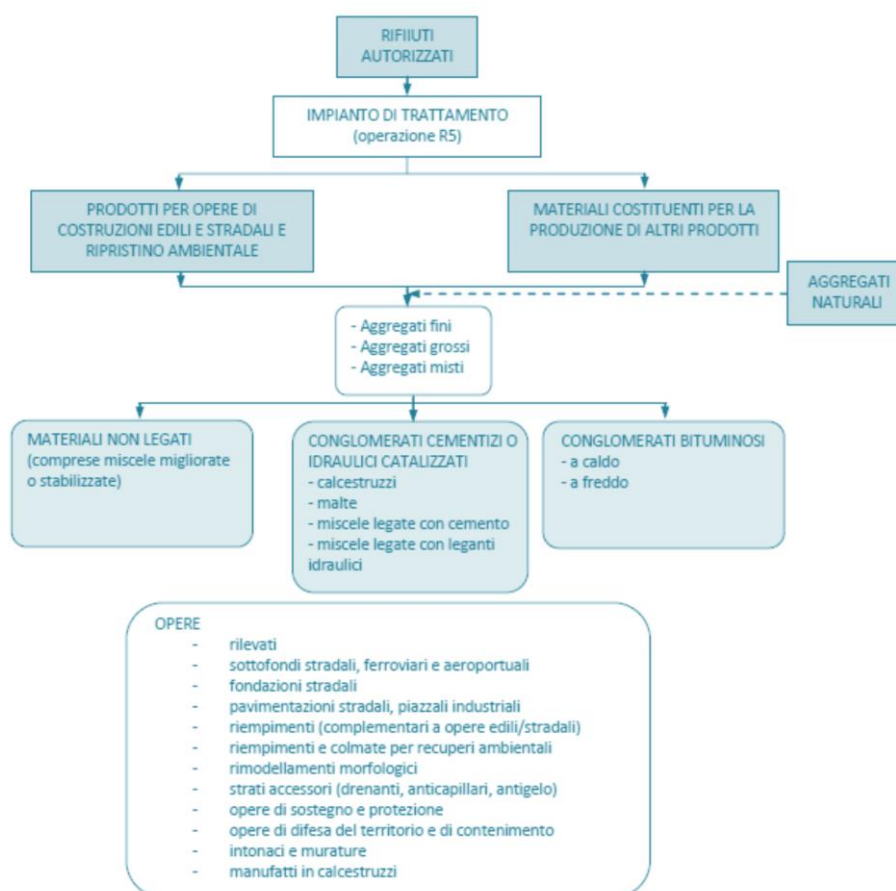 RIFIIUTI
AUTORIZZATI
IMPIANTO DI TRATTAMENTO
(operazione R5)
PRODOTTI PER OPERE DI
COSTRUZIONI EDILI E STRADALI E
RIPRISTINO AMBIENTALE
MATERIALI COSTITUENTI PER LA
PRODUZIONE DI ALTRI PRODOTTI
AGGREGATI
NATURALI
- Aggregati fini
- Aggregati grossi
- Aggregati misti
MATERIALI NON LEGATI
(comprese miscele migliorate
o stabilizzate)
CONGLOMERATI CEMENTIZI O
IDRAULICI CATALIZZATI
- calcestruzzi
- malte
- miscele legate con cemento
- miscele legate con leganti
idraulici
CONGLOMERATI BITUMINOSI
- a caldo
- a freddo
OPERE
- rilevati
- sottofondi stradali, ferroviari e aeroportuali
- fondazioni stradali
- pavimentazioni stradali, piazzali industriali
- riempimenti (complementari a opere edili/stradali)
- riempimenti e colmate per recuperi ambientali
- rimodellamenti morfologici
- strati accessori (drenanti, anticapillari, antigelo)
- opere di sostegno e protezione
- opere di difesa del territorio e di contenimento
- intonaci e murature
- manufatti in calcestruzzi